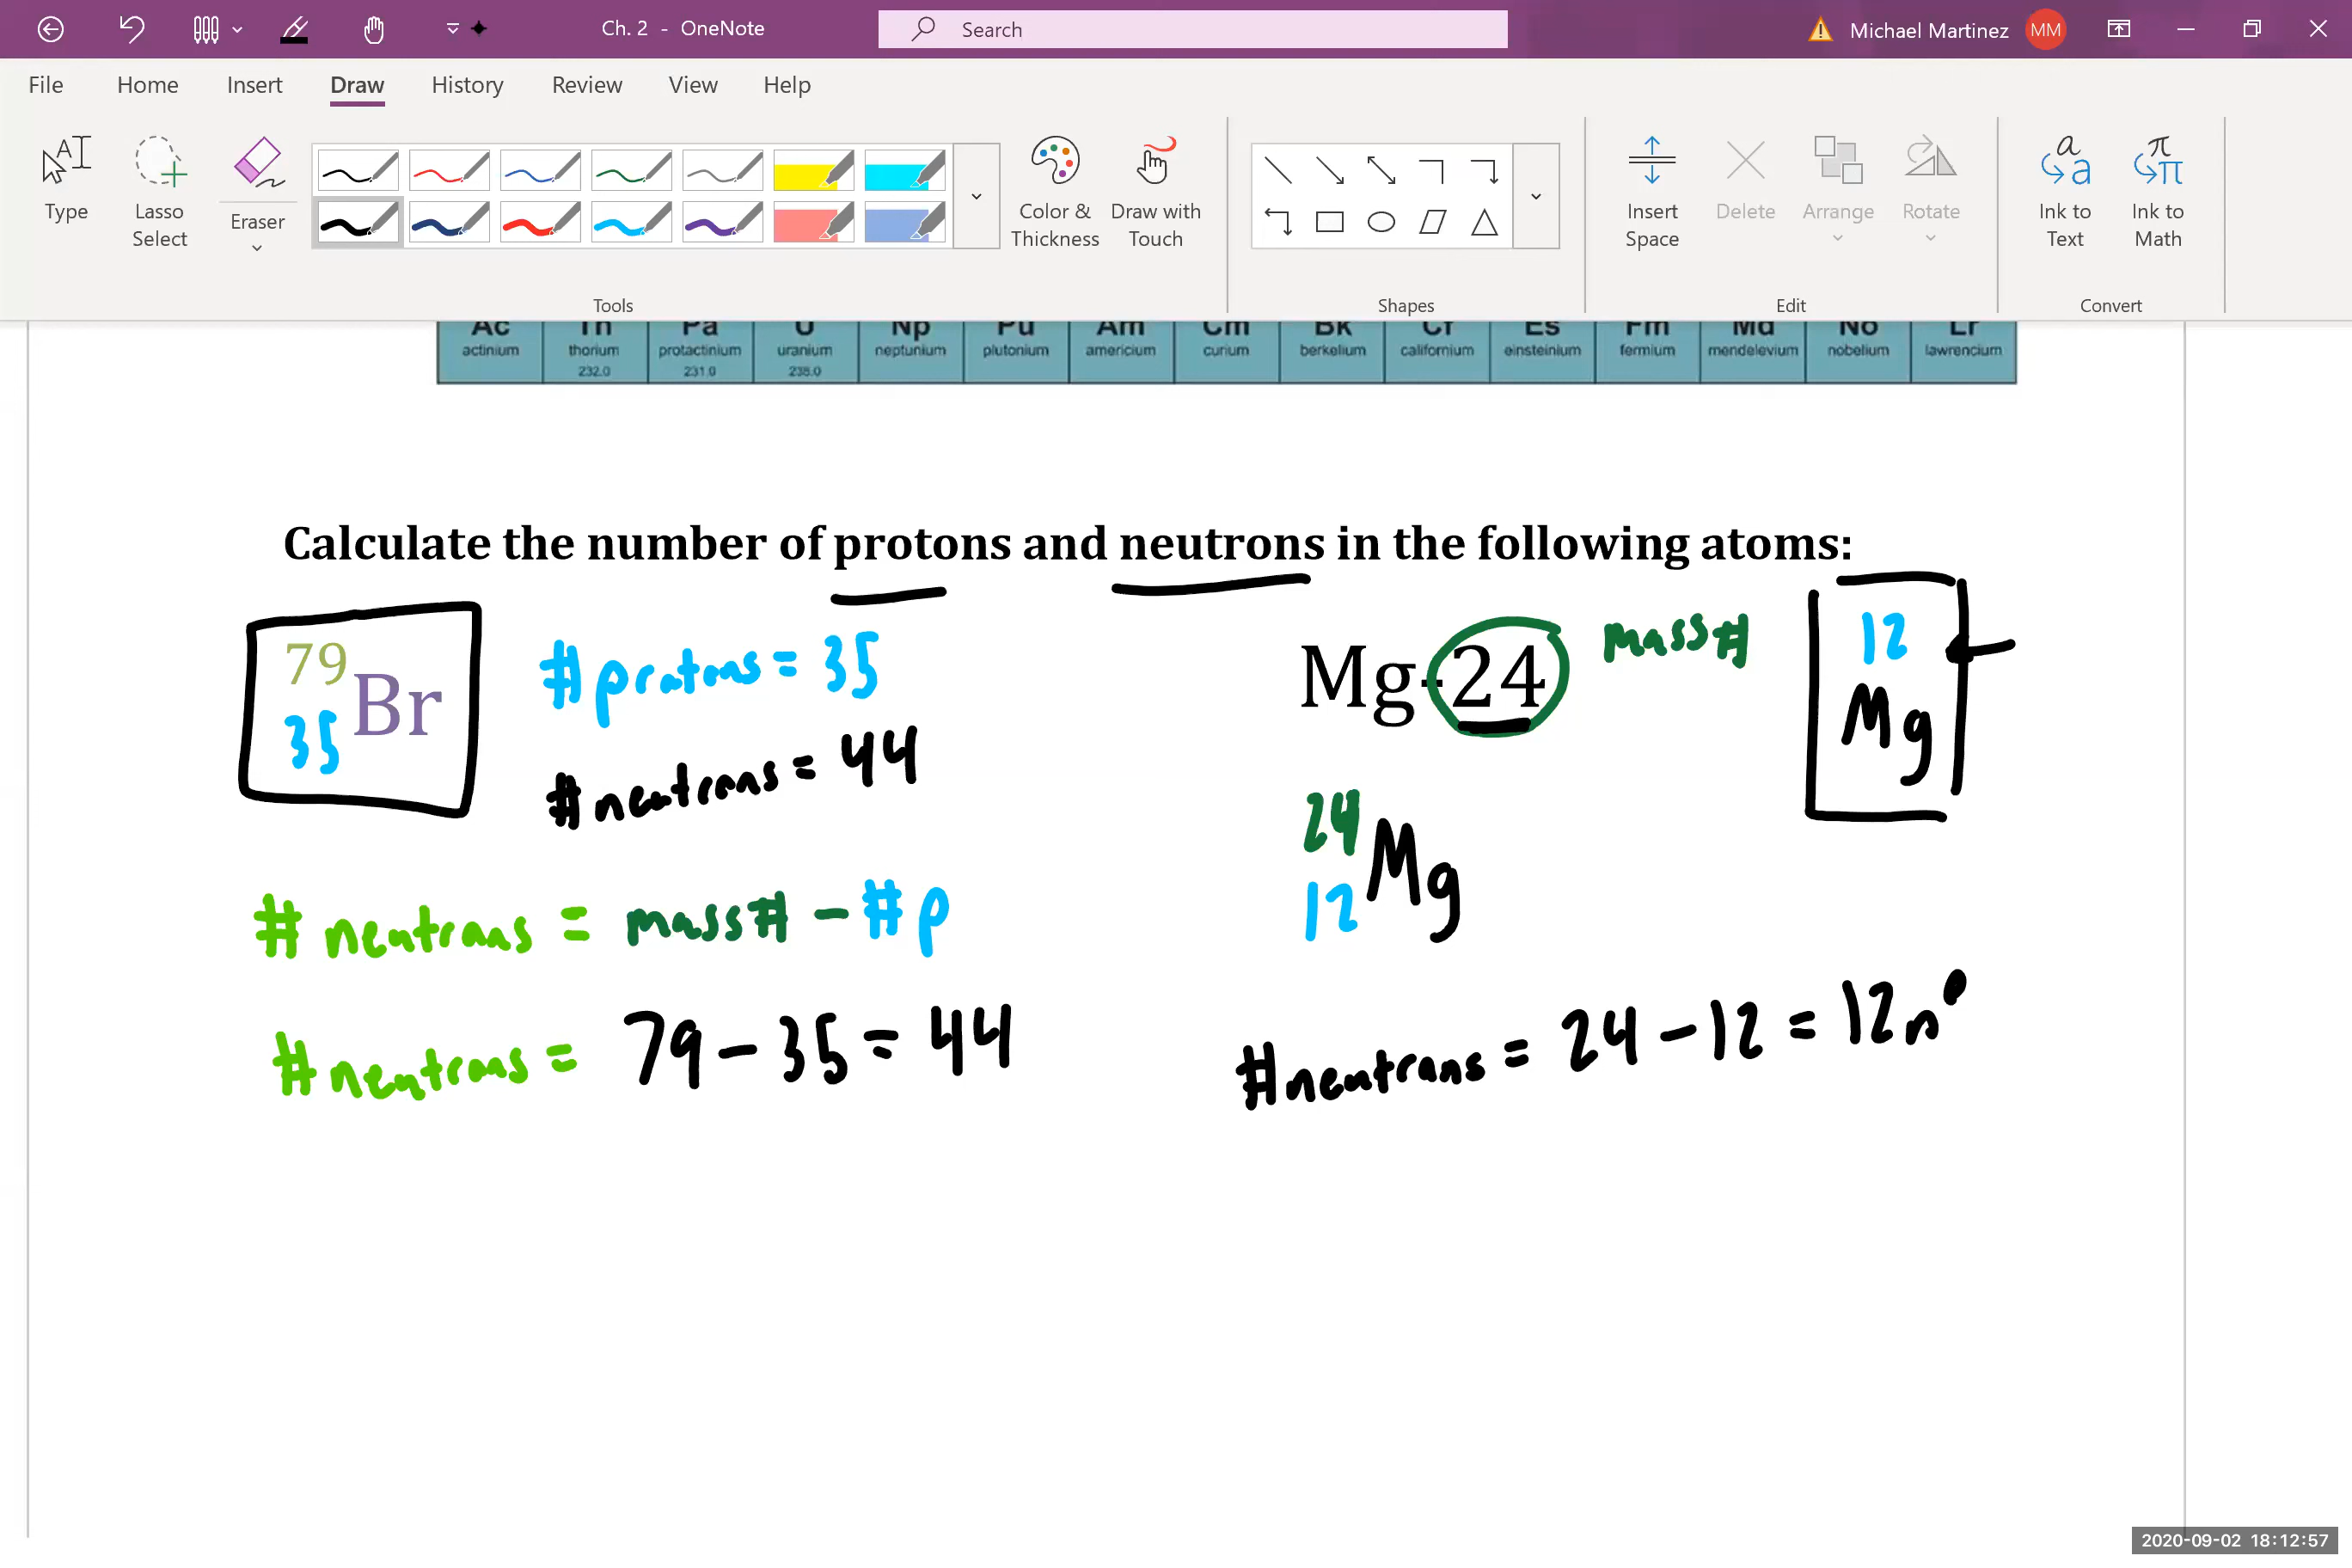 Ch. 2 - OneNote
Search
Michael Martinez MM
File Home Insert Draw History Review View Help
Type
Lasso Select
Eraser
Color & Thickness
Draw with Touch
Insert Space
Delete
Arrange
Rotate
Ink to Text
Ink to Math
Tools
Shapes
Edit
Convert
Ac Th Pa U Np Pu Am Cm Bk Cf Es Fm Md No Lr
actinium thorium protactinium uranium neptunium plutonium americium curium berkelium californium einsteinium fermium mendelevium nobelium lawrencium
232.0 231.0 238.0
Calculate the number of protons and neutrons in the following atoms:
79
35 Br
#protons = 35
#neutrons = 44
# neutrons = mass# - #p
#neutrons = 79 - 35 = 44
Mg-24 mass#
12
Mg
24
12 Mg
#neutrons = 24 - 12 = 12 n°
2020-09-02 18:12:57